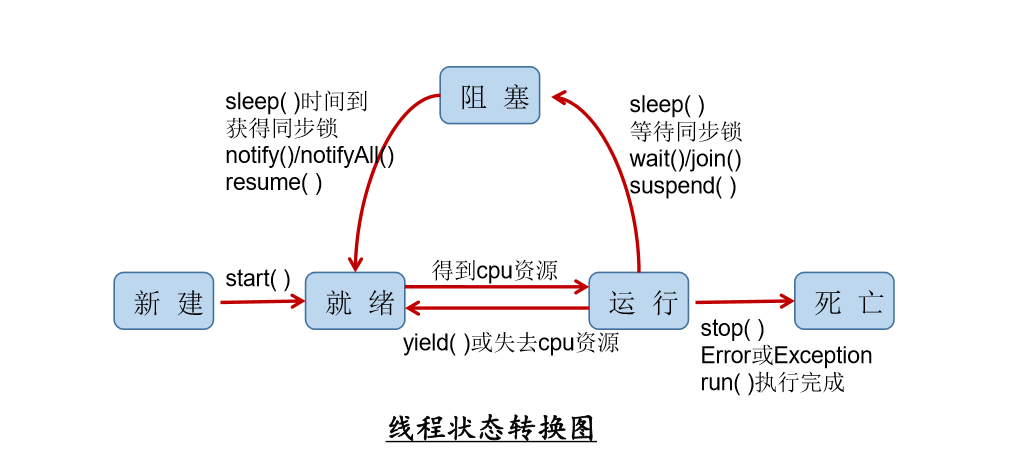 阻 塞
sleep( )时间到
获得同步锁
notify()/notifyAll()
resume( )
sleep( )
等待同步锁
wait()/join()
suspend( )
新 建
start( )
就 绪
得到cpu资源
yield( )或失去cpu资源
运 行
死 亡
stop( )
Error或Exception
run( )执行完成
线程状态转换图